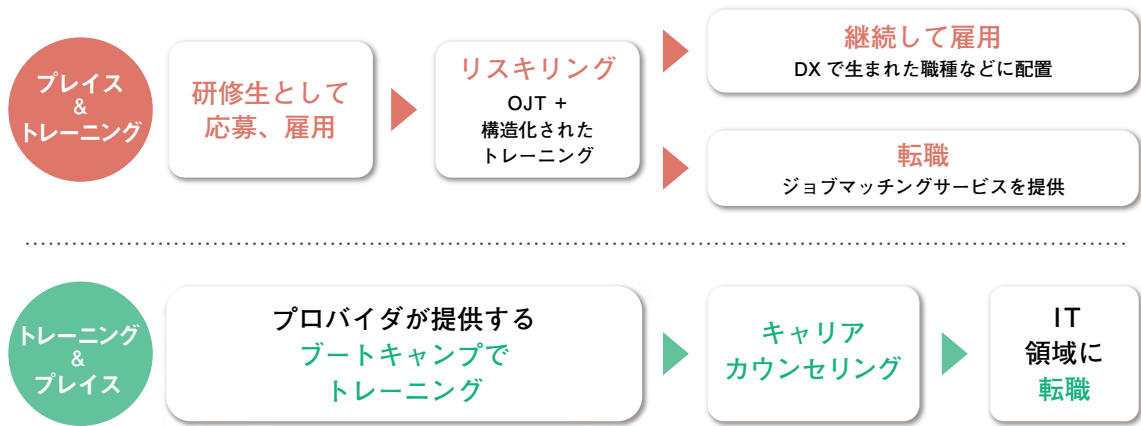 プレイス
&
トレーニング
研修生として
応募、雇用
リスキリング
OJT +
構造化された
トレーニング
継続して雇用
DX で生まれた職種などに配置
転職
ジョブマッチングサービスを提供
トレーニング
&
プレイス
プロバイダが提供する
ブートキャンプで
トレーニング
キャリア
カウンセリング
IT
領域に
転職